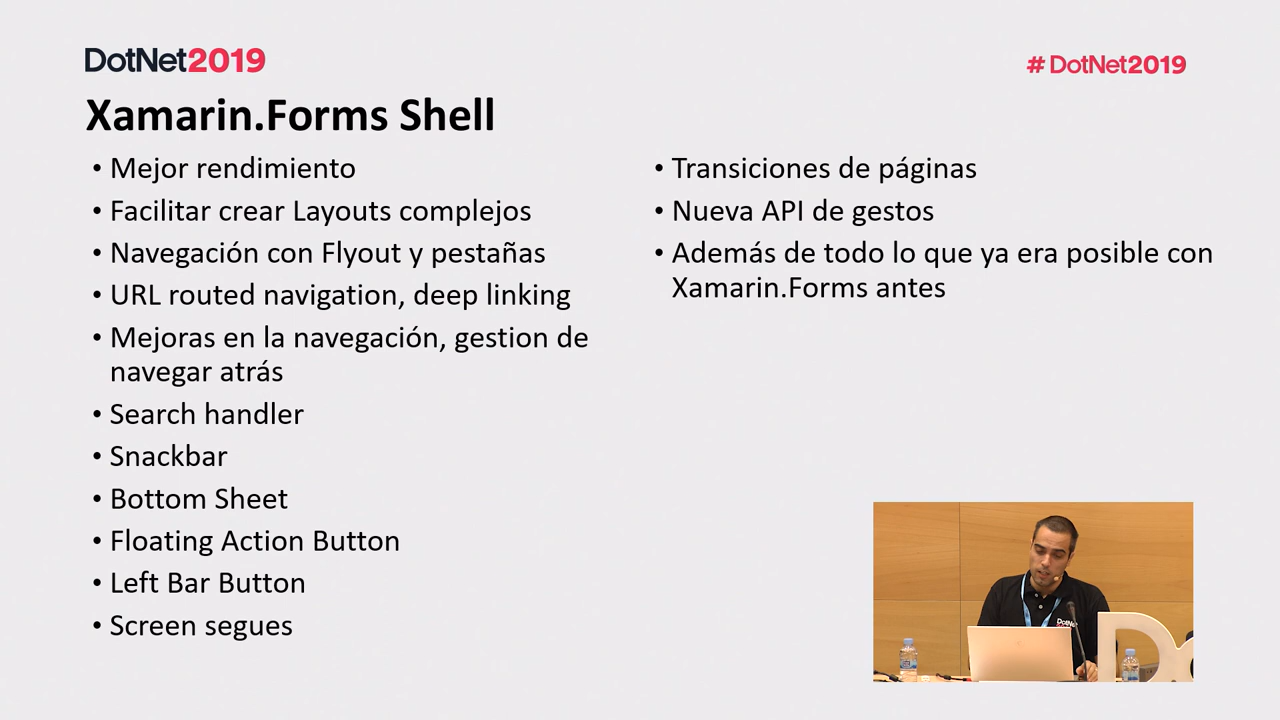 DotNet2019
# DotNet2019
Xamarin.Forms Shell
• Mejor rendimiento
• Facilitar crear Layouts complejos
• Navegación con Flyout y pestañas
• URL routed navigation, deep linking
• Mejoras en la navegación, gestion de
navegar atrás
• Search handler
• Snackbar
• Bottom Sheet
• Floating Action Button
• Left Bar Button
• Screen segues
• Transiciones de páginas
• Nueva API de gestos
• Además de todo lo que ya era posible con
Xamarin.Forms antes
DotNet